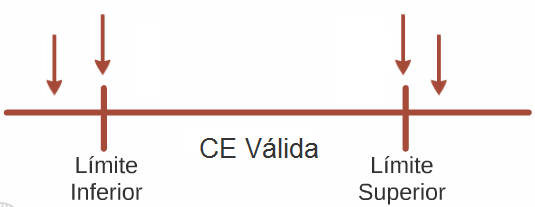 CE Válida
Límite
Inferior
Límite
Superior